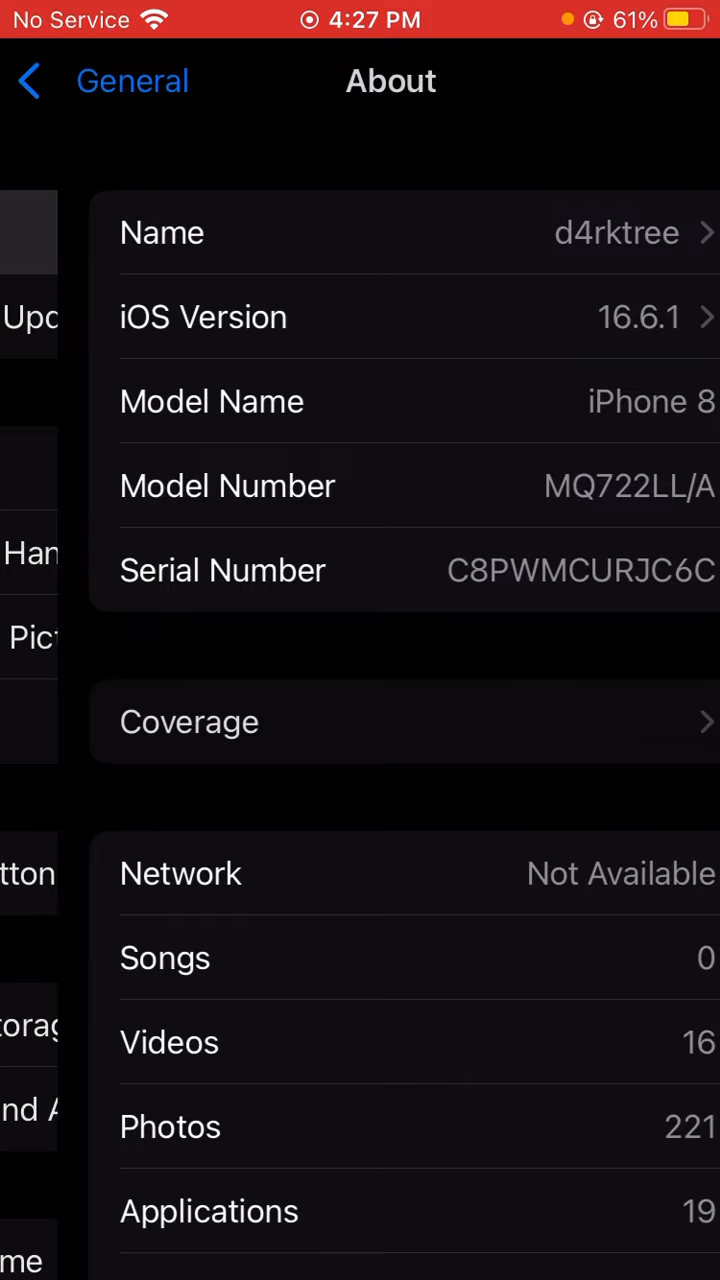 No Service 4:27 PM 61%
General About
Name d4rktree
Upd
iOS Version 16.6.1
Model Name iPhone 8
Model Number MQ722LL/A
Han
Serial Number C8PWMCURJC6C
Pict
Coverage
tton
Network Not Available
Songs 0
torag
Videos 16
nd A
Photos 221
Applications 19
me